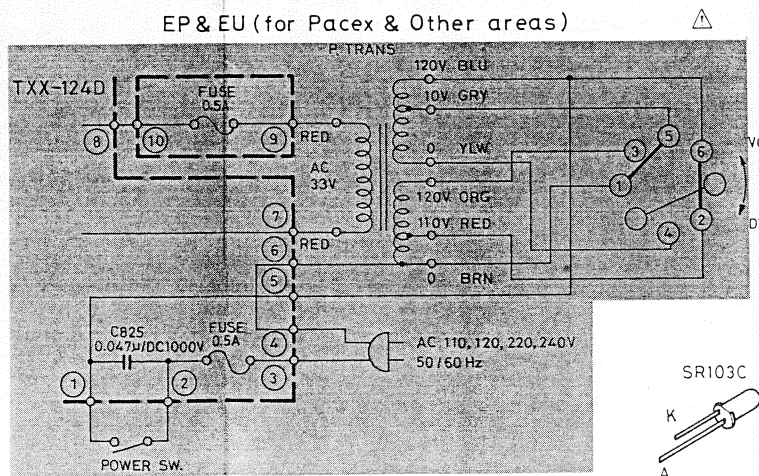 EP & EU (for Pacex & Other areas)
P. TRANS
TXX-124D
FUSE
0.5A
8
10
9
RED
AC
33V
7
RED
6
5
120V. BLU
10V. GRY
0 YLW
120V. ORG
110V. RED
0 BRN
3
5
6
1
4
2
C825
0.047μ/DC1000V
FUSE
0.5A
4
3
1
2
POWER SW.
AC 110, 120, 220, 240V
50/60 Hz
SR103C
K
A